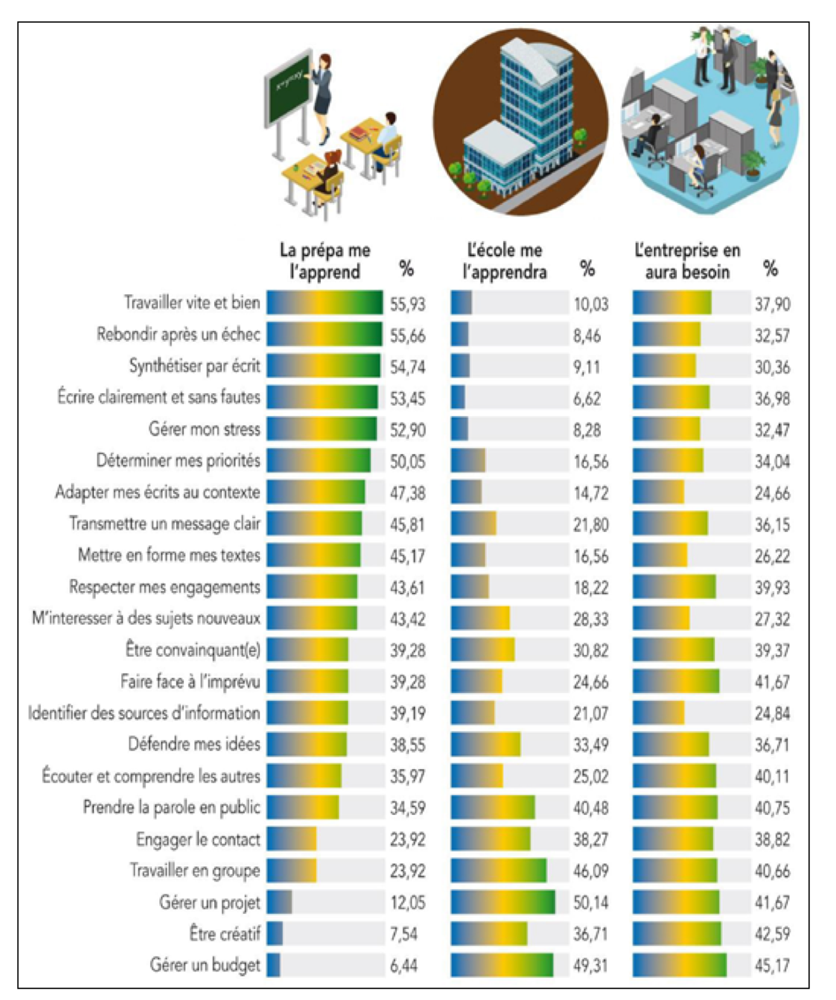 x=y=xy
La prépa me
l'apprend
%
L'école me
l'apprendra
%
L'entreprise en
aura besoin
%
Travailler vite et bien 55,93 10,03 37,90
Rebondir après un échec 55,66 8,46 32,57
Synthétiser par écrit 54,74 9,11 30,36
Écrire clairement et sans fautes 53,45 6,62 36,98
Gérer mon stress 52,90 8,28 32,47
Déterminer mes priorités 50,05 16,56 34,04
Adapter mes écrits au contexte 47,38 14,72 24,66
Transmettre un message clair 45,81 21,80 36,15
Mettre en forme mes textes 45,17 16,56 26,22
Respecter mes engagements 43,61 18,22 39,93
M'interesser à des sujets nouveaux 43,42 28,33 27,32
Être convainquant(e) 39,28 30,82 39,37
Faire face à l'imprévu 39,28 24,66 41,67
Identifier des sources d'information 39,19 21,07 24,84
Défendre mes idées 38,55 33,49 36,71
Écouter et comprendre les autres 35,97 25,02 40,11
Prendre la parole en public 34,59 40,48 40,75
Engager le contact 23,92 38,27 38,82
Travailler en groupe 23,92 46,09 40,66
Gérer un projet 12,05 50,14 41,67
Être créatif 7,54 36,71 42,59
Gérer un budget 6,44 49,31 45,17